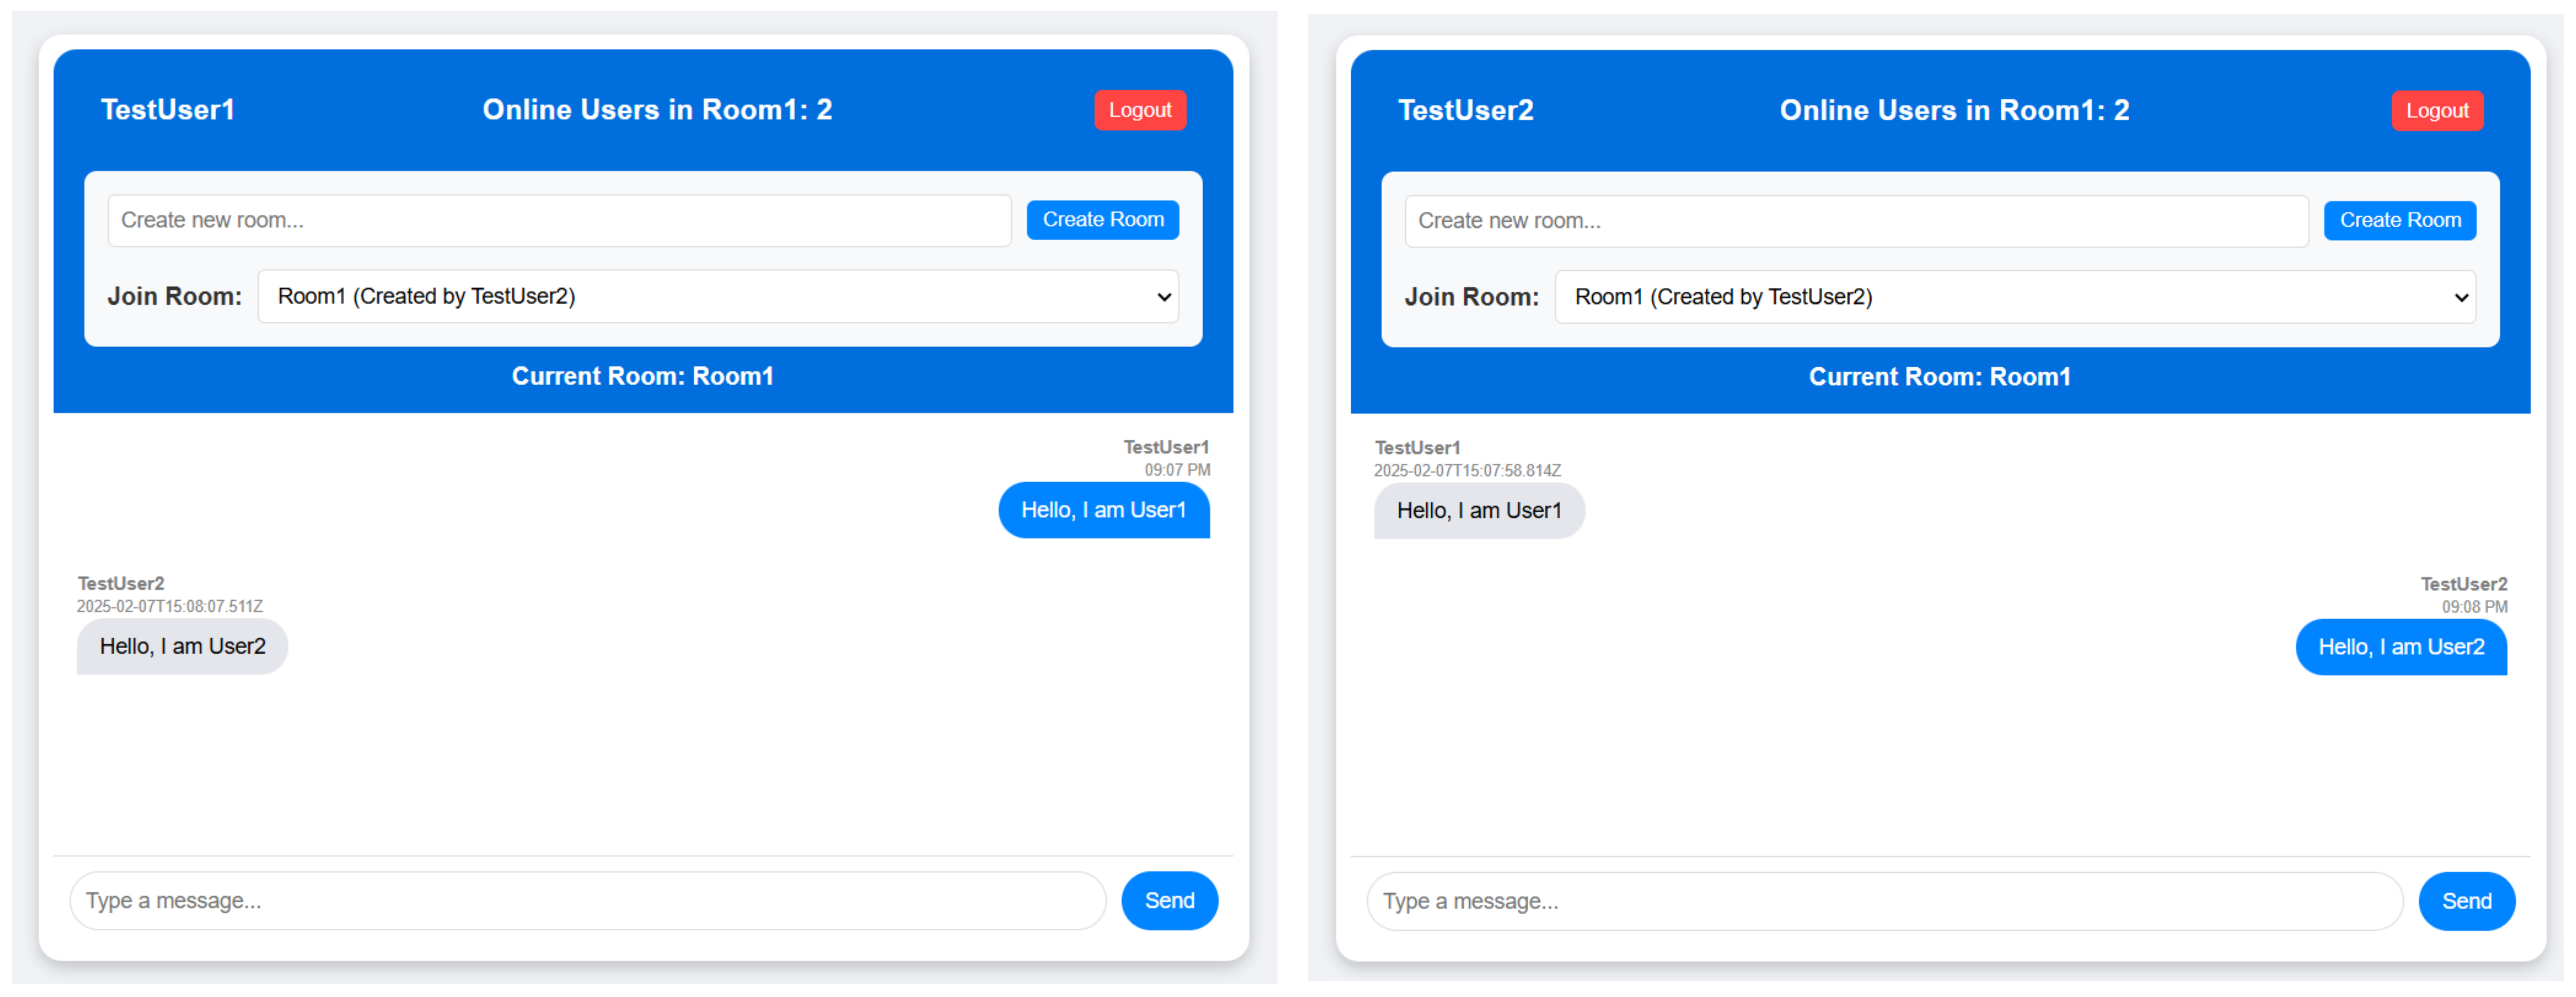 TestUser1
Online Users in Room1: 2
Logout
Create new room...
Create Room
Join Room:
Room1 (Created by TestUser2)
Current Room: Room1
TestUser1
09:07 PM
Hello, I am User1
TestUser2
2025-02-07T15:08:07.511Z
Hello, I am User2
Type a message...
Send
TestUser2
Online Users in Room1: 2
Logout
Create new room...
Create Room
Join Room:
Room1 (Created by TestUser2)
Current Room: Room1
TestUser1
2025-02-07T15:07:58.814Z
Hello, I am User1
TestUser2
09:08 PM
Hello, I am User2
Type a message...
Send